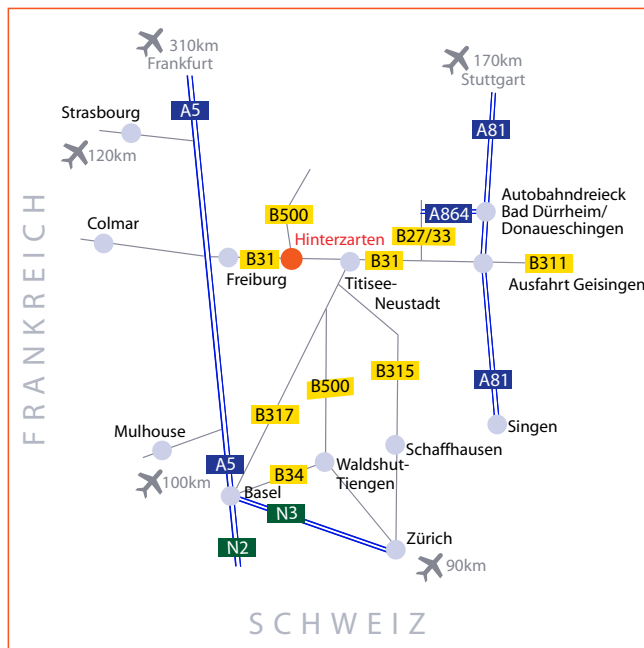 310km
Frankfurt
170km
Stuttgart
A5
Strasbourg
A81
120km
Autobahndreieck
Bad Dürrheim/
Donaueschingen
A864
B500
Colmar
Hinterzarten
B27/33
B31
B31
B311
Freiburg
Titisee-
Neustadt
Ausfahrt Geisingen
FRANKREICH
B315
A81
B500
B317
Singen
Mulhouse
Schaffhausen
A5
B34
Waldshut-
Tiengen
100km
Basel
N3
Zürich
N2
90km
SCHWEIZ